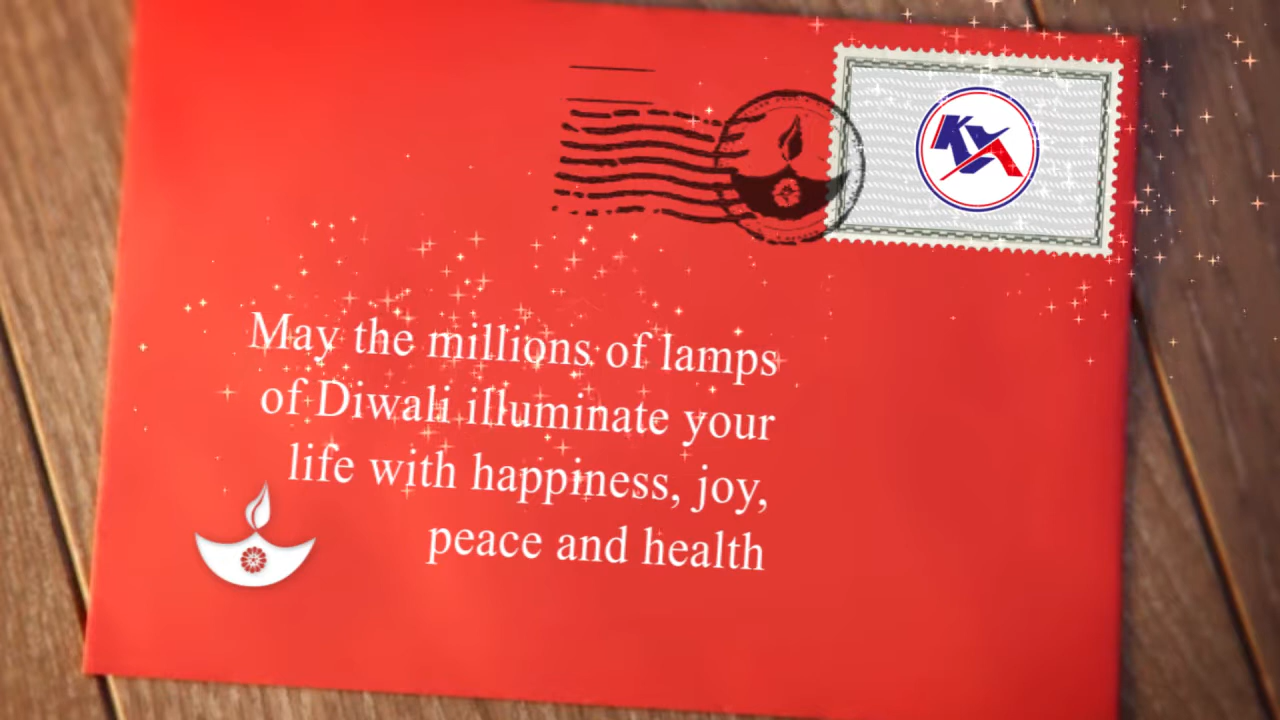 May the millions of lamps
of Diwali illuminate your
life with happiness, joy,
peace and health